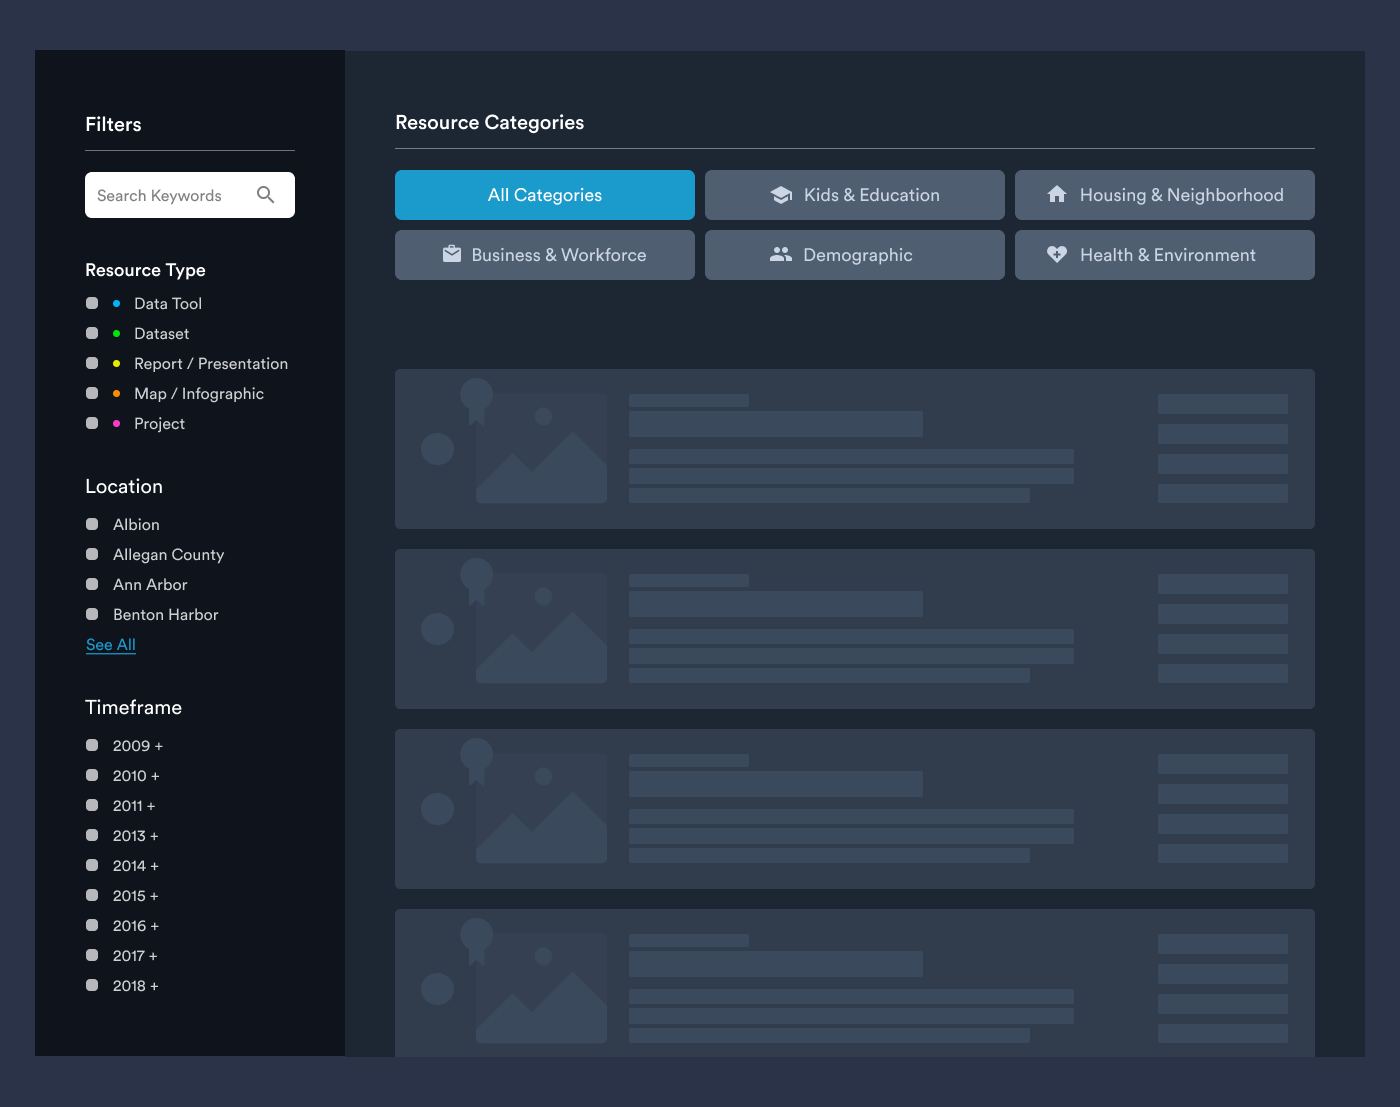 Filters
Search Keywords
Resource Type
Data Tool
Dataset
Report / Presentation
Map / Infographic
Project
Location
Albion
Allegan County
Ann Arbor
Benton Harbor
See All
Timeframe
2009 +
2010 +
2011 +
2013 +
2014 +
2015 +
2016 +
2017 +
2018 +
Resource Categories
All Categories
Kids & Education
Housing & Neighborhood
Business & Workforce
Demographic
Health & Environment